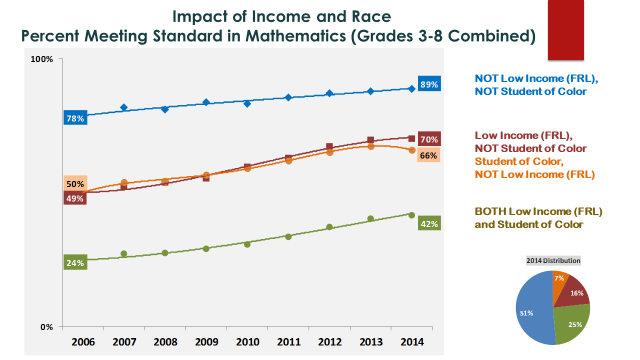 Impact of Income and Race
Percent Meeting Standard in Mathematics (Grades 3-8 Combined)
100%
89%
78%
70%
66%
50%
49%
42%
24%
0%
2006 2007 2008 2009 2010 2011 2012 2013 2014
NOT Low Income (FRL),
NOT Student of Color
Low Income (FRL),
NOT Student of Color
Student of Color,
NOT Low Income (FRL)
BOTH Low Income (FRL)
and Student of Color
2014 Distribution
7%
16%
51%
25%